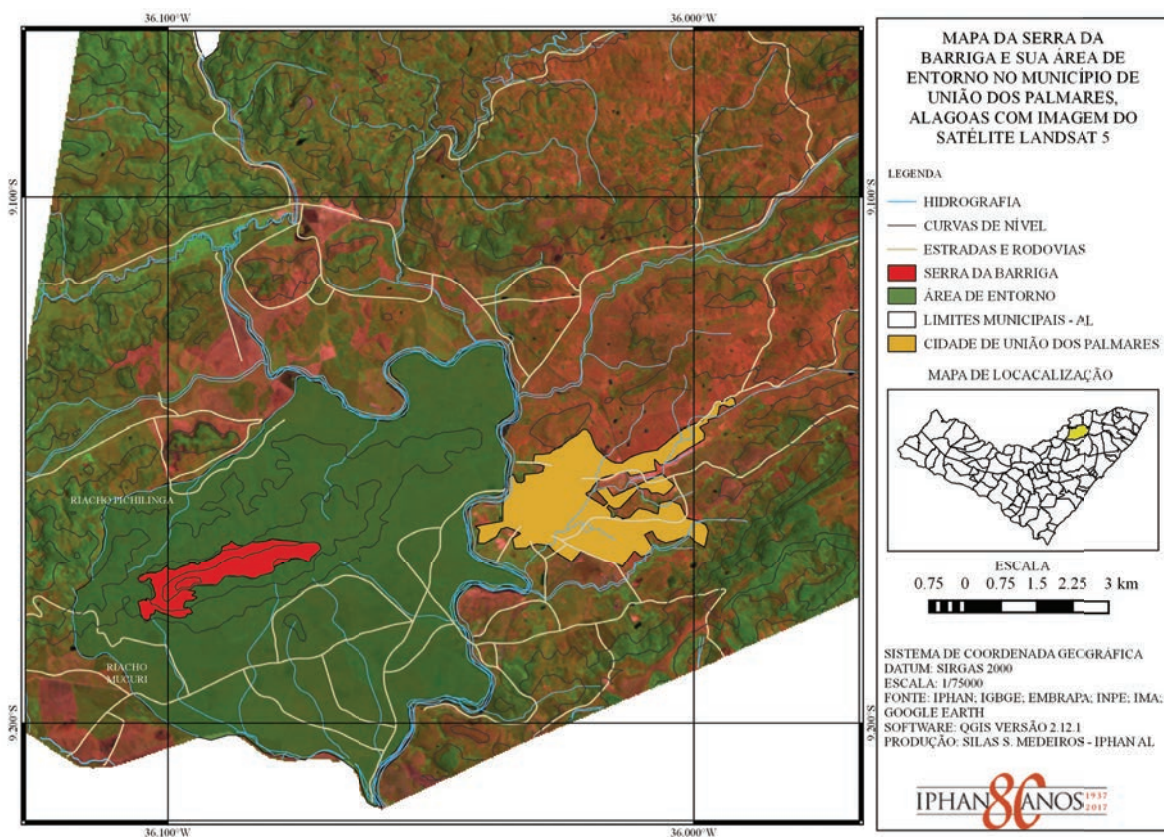 36.100°W
36.000°W
9.100°S
9.100°S
RIACHO PICHILINGA
RIACHO
MUCURI
9.200°S
9.200°S
36.100°W
36.000°W
MAPA DA SERRA DA
BARRIGA E SUA ÁREA DE
ENTORNO NO MUNICÍPIO DE
UNIÃO DOS PALMARES,
ALAGOAS COM IMAGEM DO
SATÉLITE LANDSAT 5
LEGENDA
HIDROGRAFIA
CURVAS DE NÍVEL
ESTRADAS E RODOVIAS
SERRA DA BARRIGA
ÁREA DE ENTORNO
LIMITES MUNICIPAIS - AL
CIDADE DE UNIÃO DOS PALMARES
MAPA DE LOCACALIZAÇÃO
ESCALA
0.75 0 0.75 1.5 2.25 3 km
SISTEMA DE COORDENADA GEOGRÁFICA
DATUM: SIRGAS 2000
ESCALA: 1/75000
FONTE: IPHAN; IGBGE; EMBRAPA; INPE; IMA;
GOOGLE EARTH
SOFTWARE: QGIS VERSÃO 2.12.1
PRODUÇÃO: SILAS S. MEDEIROS - IPHAN AL
IPHAN 80 ANOS 1937 2017